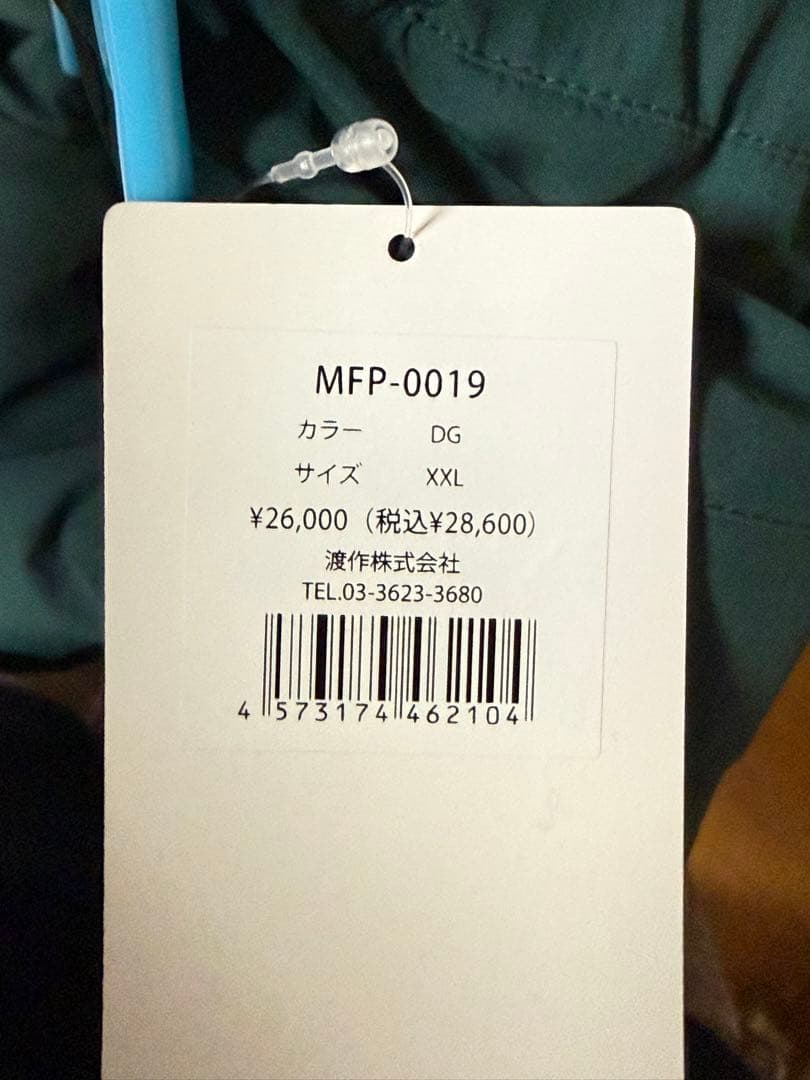 MFP-0019
カラー DG
サイズ XXL
¥26,000（税込¥28,600）
渡作株式会社
TEL.03-3623-3680
4 573174 462104